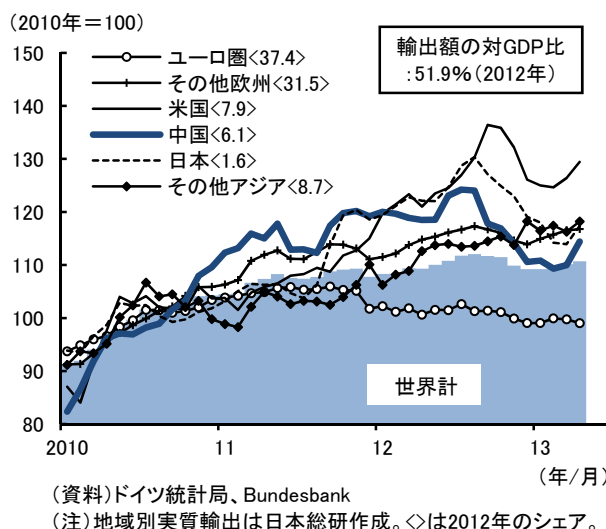 (2010年=100)
150
140
130
120
110
100
90
80
ユーロ圏<37.4>
その他欧州<31.5>
米国<7.9>
中国<6.1>
日本<1.6>
その他アジア<8.7>
輸出額の対GDP比
:51.9%(2012年)
世界計
2010 11 12 13
(年/月)
(資料)ドイツ統計局、Bundesbank
(注)地域別実質輸出は日本総研作成。<>は2012年のシェア。